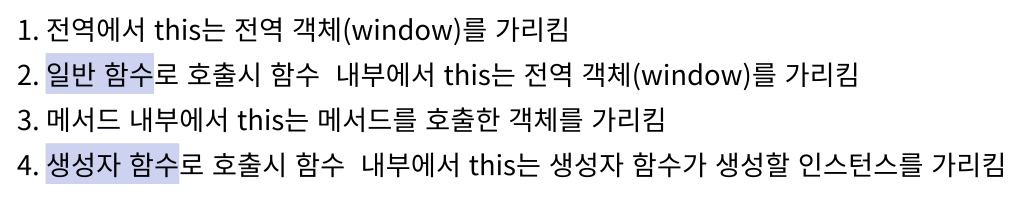 1. 전역에서 this는 전역 객체(window)를 가리킴
2. 일반 함수로 호출시 함수 내부에서 this는 전역 객체(window)를 가리킴
3. 메서드 내부에서 this는 메서드를 호출한 객체를 가리킴
4. 생성자 함수로 호출시 함수 내부에서 this는 생성자 함수가 생성할 인스턴스를 가리킴